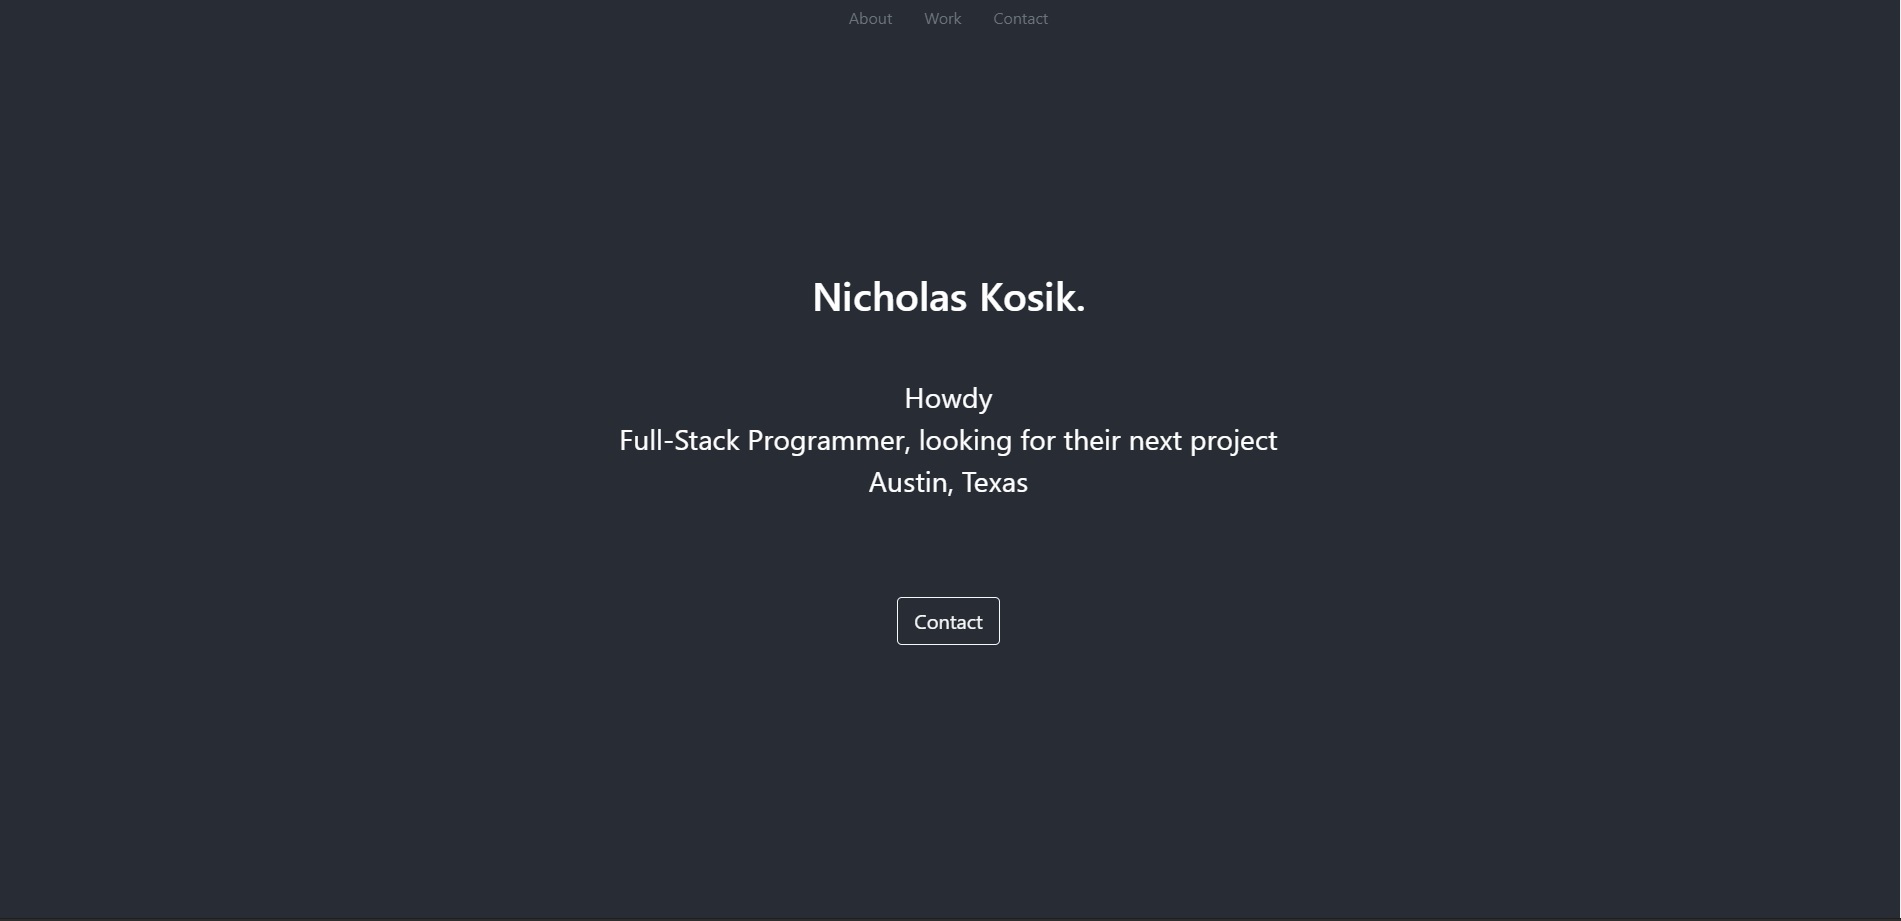 About Work Contact
Nicholas Kosik.
Howdy
Full-Stack Programmer, looking for their next project
Austin, Texas
Contact